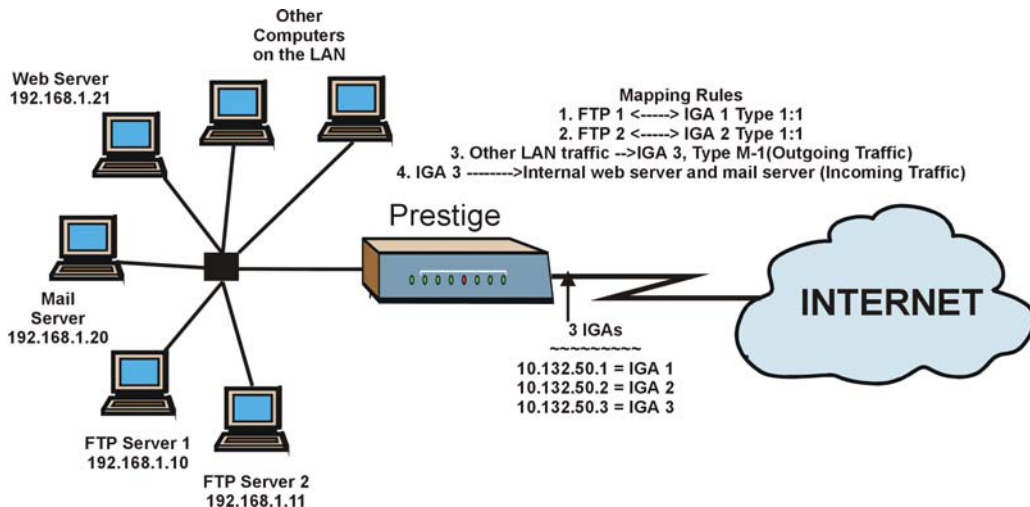 Other
Computers
on the LAN
Web Server
192.168.1.21
Mapping Rules
1. FTP 1 <-----> IGA 1 Type 1:1
2. FTP 2 <-----> IGA 2 Type 1:1
3. Other LAN traffic -->IGA 3, Type M-1(Outgoing Traffic)
4. IGA 3 -------->Internal web server and mail server (Incoming Traffic)
Prestige
INTERNET
Mail
Server
192.168.1.20
3 IGAs
~~~~~~~~~
10.132.50.1 = IGA 1
10.132.50.2 = IGA 2
10.132.50.3 = IGA 3
FTP Server 1
192.168.1.10
FTP Server 2
192.168.1.11